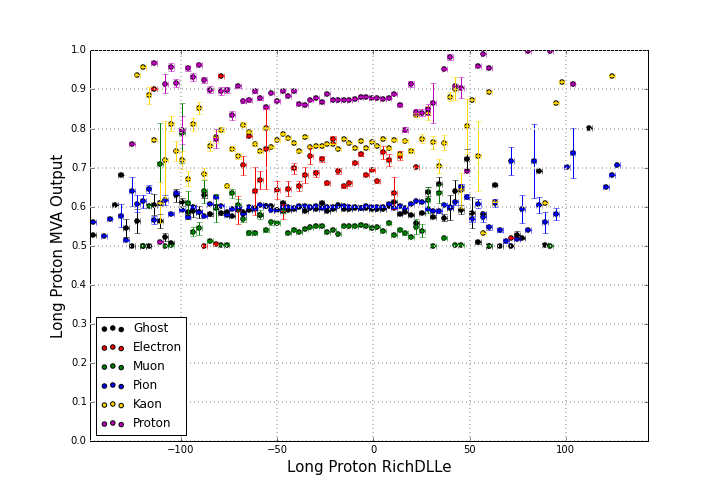 1.0
0.9
0.8
0.7
0.6
0.5
0.4
0.3
0.2
0.1
0.0
Long Proton MVA Output
Ghost
Electron
Muon
Pion
Kaon
Proton
−100 −50 0 50 100
Long Proton RichDLLe